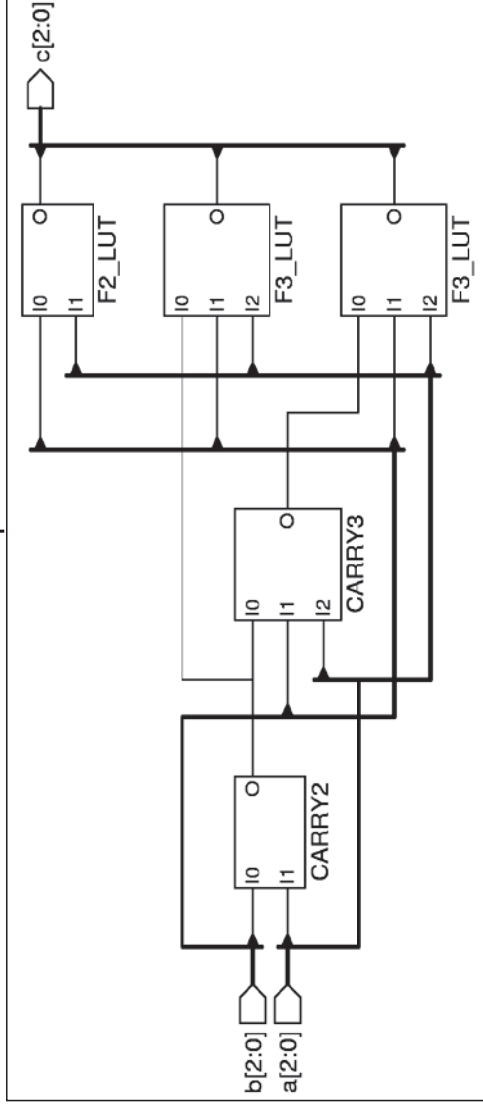 b[2:0]
a[2:0]
I0
I1
O
CARRY2
I0
I1
I2
O
CARRY3
I0
I1
O
F2_LUT
I0
I1
I2
O
F3_LUT
I0
I1
I2
O
F3_LUT
c[2:0]